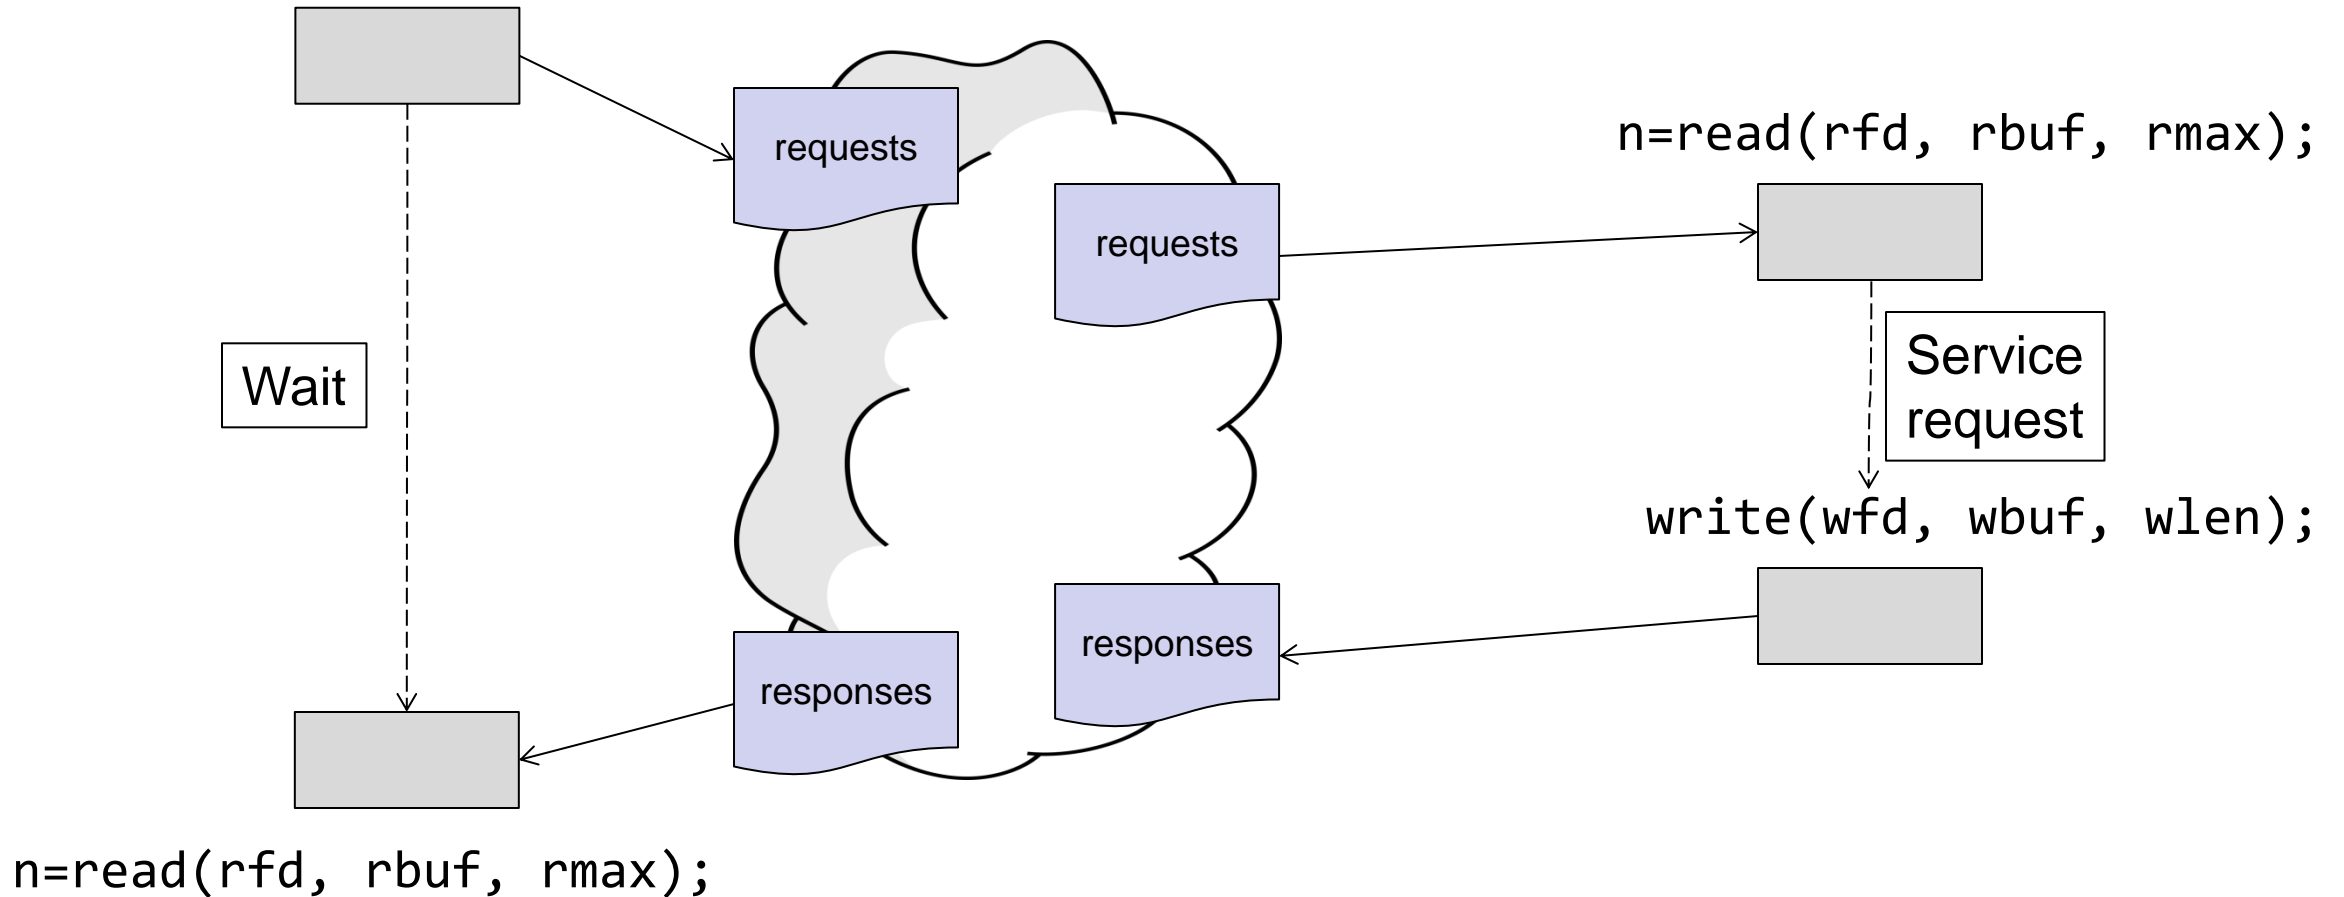 requests
n=read(rfd, rbuf, rmax);
requests
Wait
Service
request
write(wfd, wbuf, wlen);
responses
responses
n=read(rfd, rbuf, rmax);